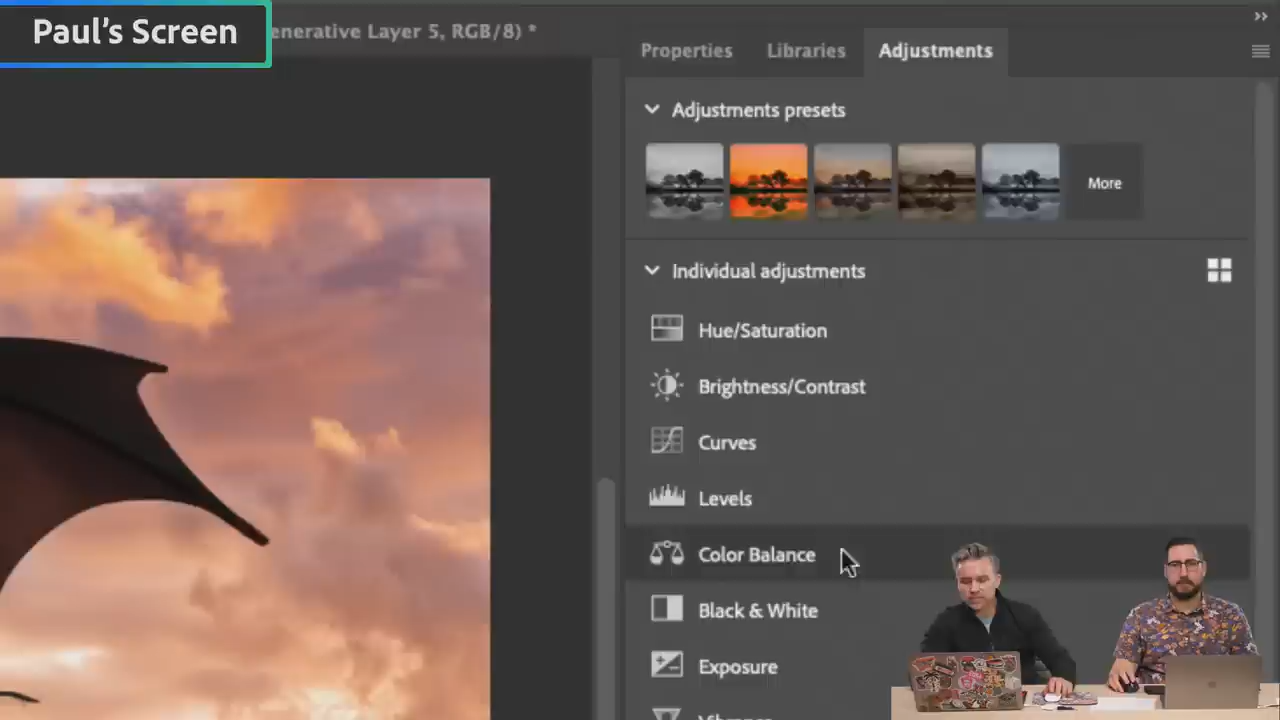 Paul's Screen
enerative Layer 5, RGB/8) *
Properties
Libraries
Adjustments
Adjustments presets
More
Individual adjustments
Hue/Saturation
Brightness/Contrast
Curves
Levels
Color Balance
Black & White
Exposure